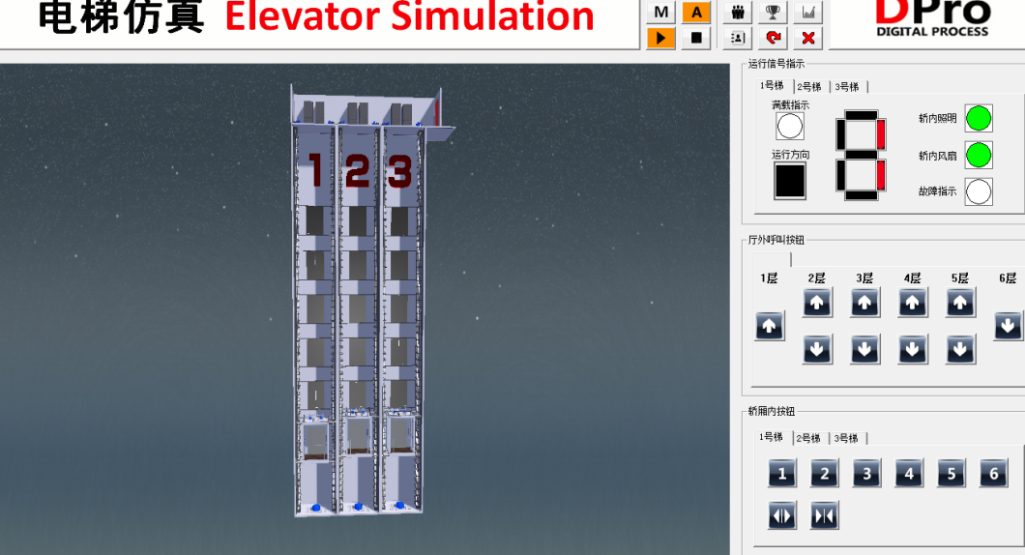 电梯仿真 Elevator Simulation
M A
DPro
DIGITAL PROCESS
1 2 3
运行信号指示
1号梯 2号梯 3号梯
满载指示
运行方向
轿内照明
轿内风扇
故障指示
厅外呼叫按钮
1层 2层 3层 4层 5层 6层
轿厢内按钮
1号梯 2号梯 3号梯
1 2 3 4 5 6